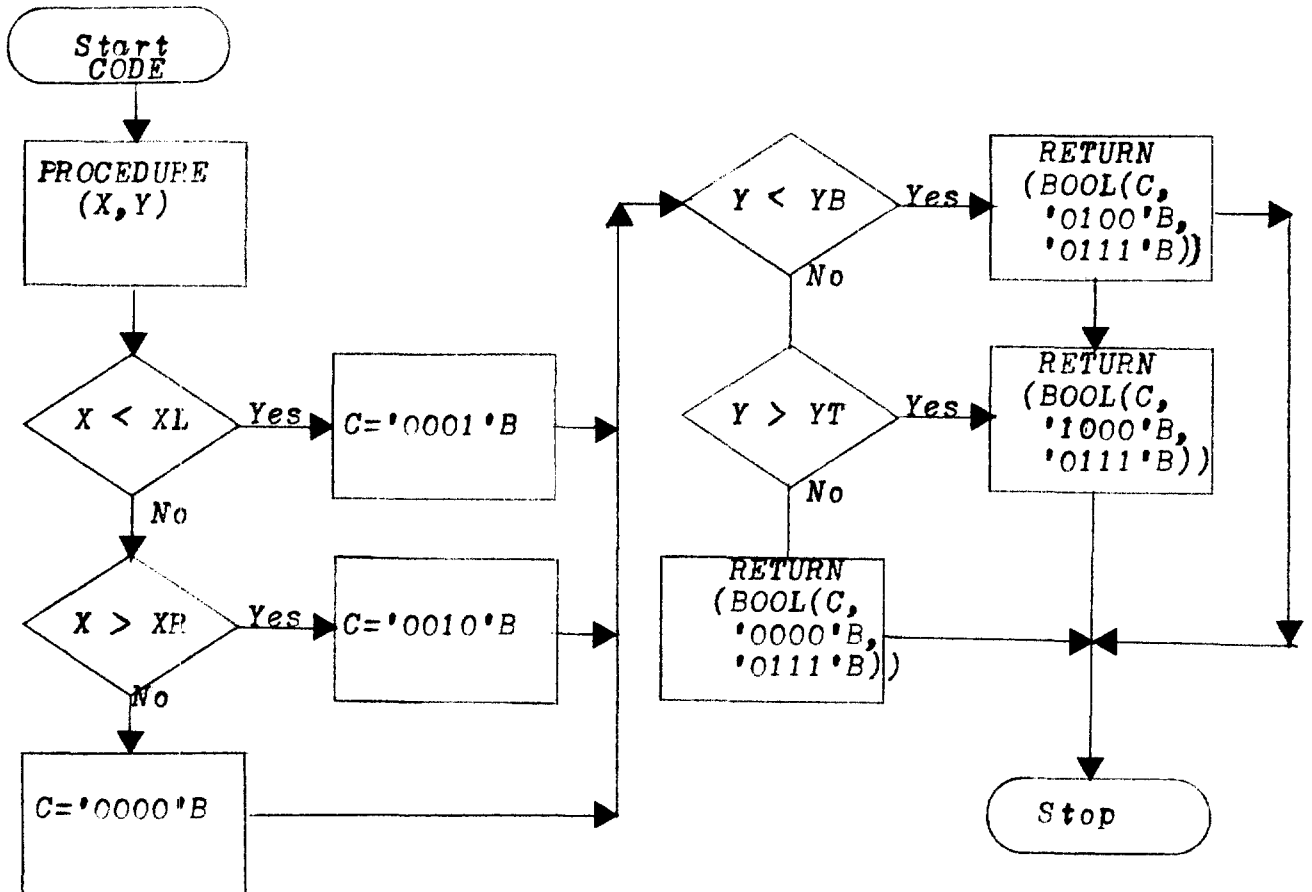 Start
CODE
PROCEDURE
(X,Y)
X < XL
Yes
C='0001'B
No
X > XR
Yes
C='0010'B
No
C='0000'B
Y < YB
Yes
RETURN
(BOOL(C,
'0100'B,
'0111'B))
No
Y > YT
Yes
RETURN
(BOOL(C,
'1000'B,
'0111'B))
No
RETURN
(BOOL(C,
'0000'B,
'0111'B))
Stop